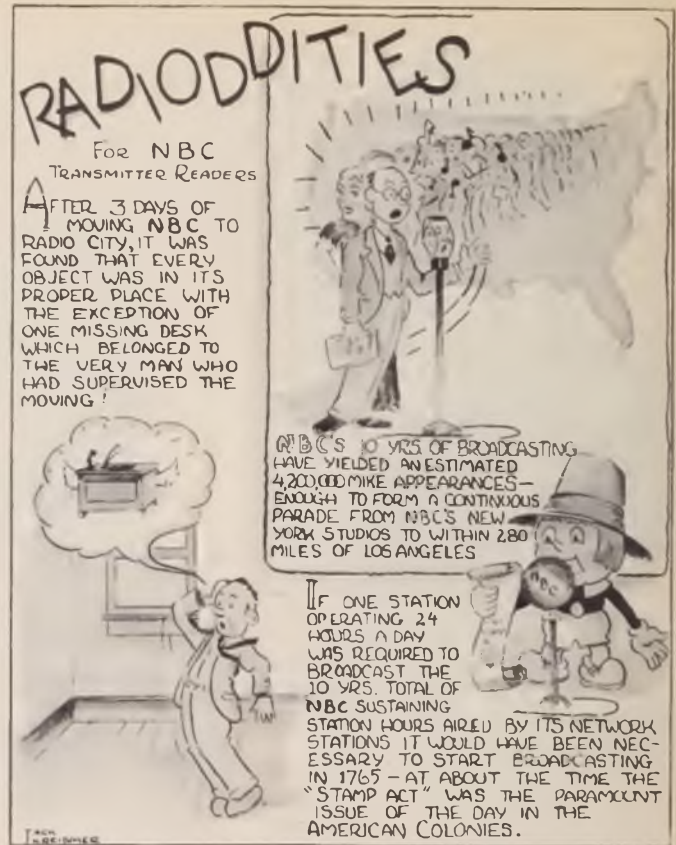 RADIODDITIES
FOR NBC
TRANSMITTER READERS
AFTER 3 DAYS OF
MOVING NBC TO
RADIO CITY, IT WAS
FOUND THAT EVERY
OBJECT WAS IN ITS
PROPER PLACE WITH
THE EXCEPTION OF
ONE MISSING DESK
WHICH BELONGED TO
THE VERY MAN WHO
HAD SUPERVISED THE
MOVING!
NBC'S 10 YRS. OF BROADCASTING
HAVE YIELDED AN ESTIMATED
4,200,000 MIKE APPEARANCES—
ENOUGH TO FORM A CONTINUOUS
PARADE FROM NBC'S NEW
YORK STUDIOS TO WITHIN 280
MILES OF LOS ANGELES
NBC
IF ONE STATION
OPERATING 24
HOURS A DAY
WAS REQUIRED TO
BROADCAST THE
10 YRS. TOTAL OF
NBC SUSTAINING
STATION HOURS AIRED BY ITS NETWORK
STATIONS IT WOULD HAVE BEEN NEC-
ESSARY TO START BROADCASTING
IN 1765 – AT ABOUT THE TIME THE
"STAMP ACT" WAS THE PARAMOUNT
ISSUE OF THE DAY IN THE
AMERICAN COLONIES.